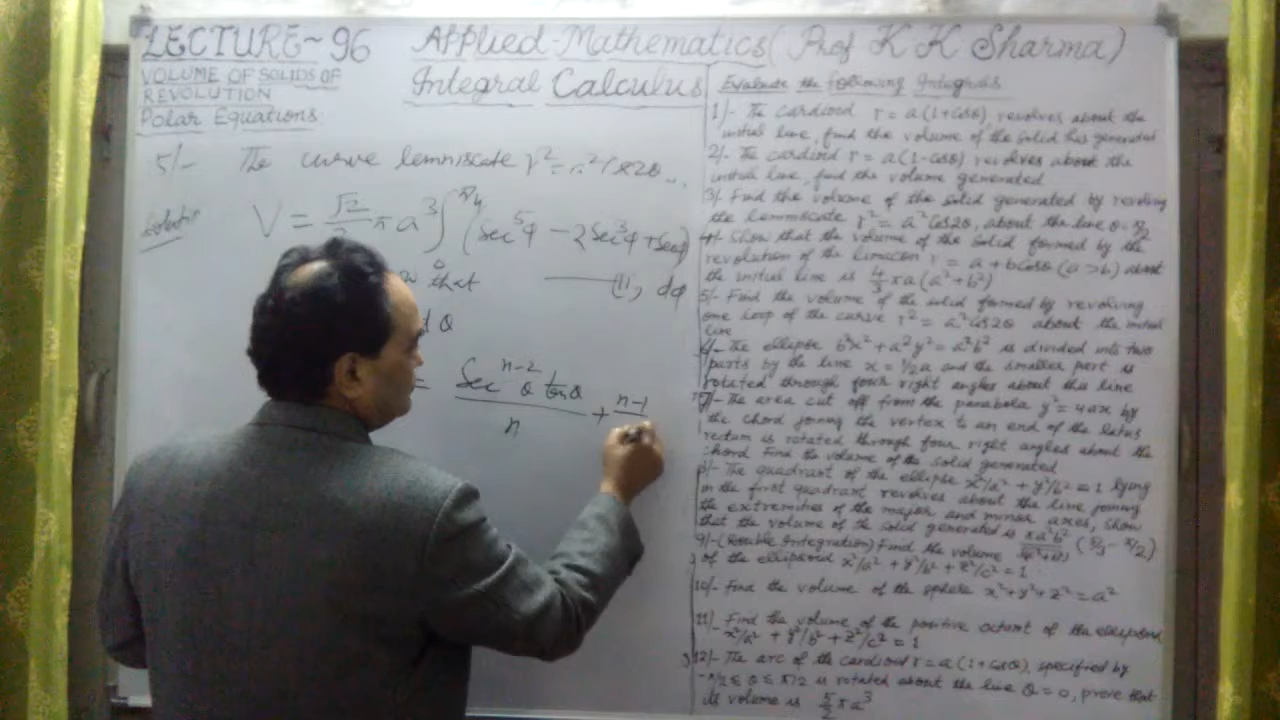 LECTURE~96 Applied-Mathematics (Prof K K Sharma)
VOLUME OF SOLIDS OF
REVOLUTION
Polar Equations
Integral Calculus
5/- The curve lemniscate r² = a² cos 2θ ..
Solution V = π a³ ∫ (Sec⁵φ − 2Sec³φ + Secφ)
that (1), dφ
dθ
= Sec^(n-2) θ tanθ / n + n-1
Evaluate the following Integrals
1/- The cardioid r = a(1+cosθ) revolves about the
initial line, find the volume of the solid generated
2/- The cardioid r = a(1-cosθ) revolves about the
initial line, find the volume generated
3/- Find the volume of the solid generated by revolving
the lemniscate r² = a² Cos2θ, about the line θ = π/2
4/- Show that the volume of the solid formed by the
revolution of the limacon r = a + b cosθ (a > b) about
the initial line is 4/3 πa (a² + b²)
5/- Find the volume of the solid formed by revolving
one loop of the curve r² = a² Cos2θ about the initial
line
6/- The ellipse b²x² + a²y² = a²b² is divided into two
parts by the line x = ½a and the smaller part is
rotated through four right angles about the line
7/- The area cut off from the parabola y² = 4ax by
the chord joining the vertex to an end of the latus
rectum is rotated through four right angles about the
chord Find the volume of the solid generated
8/- The quadrant of the ellipse x²/a² + y²/b² = 1 lying
in the first quadrant revolves about the line joining
the extremities of the major and minor axes, show
that the volume of the solid generated is πa²b²
9/- (Double Integration) Find the volume
of the ellipsoid x²/a² + y²/b² + z²/c² = 1
10/- Find the volume of the sphere x² + y² + z² = a²
11/- Find the volume of the positive octant of the ellipsoid
x²/a² + y²/b² + z²/c² = 1
12/- The arc of the cardioid r = a(1 + cosθ), specified by
-π/2 ≤ θ ≤ π/2 is rotated about the line θ = 0, prove that
its volume is 5/2 πa³